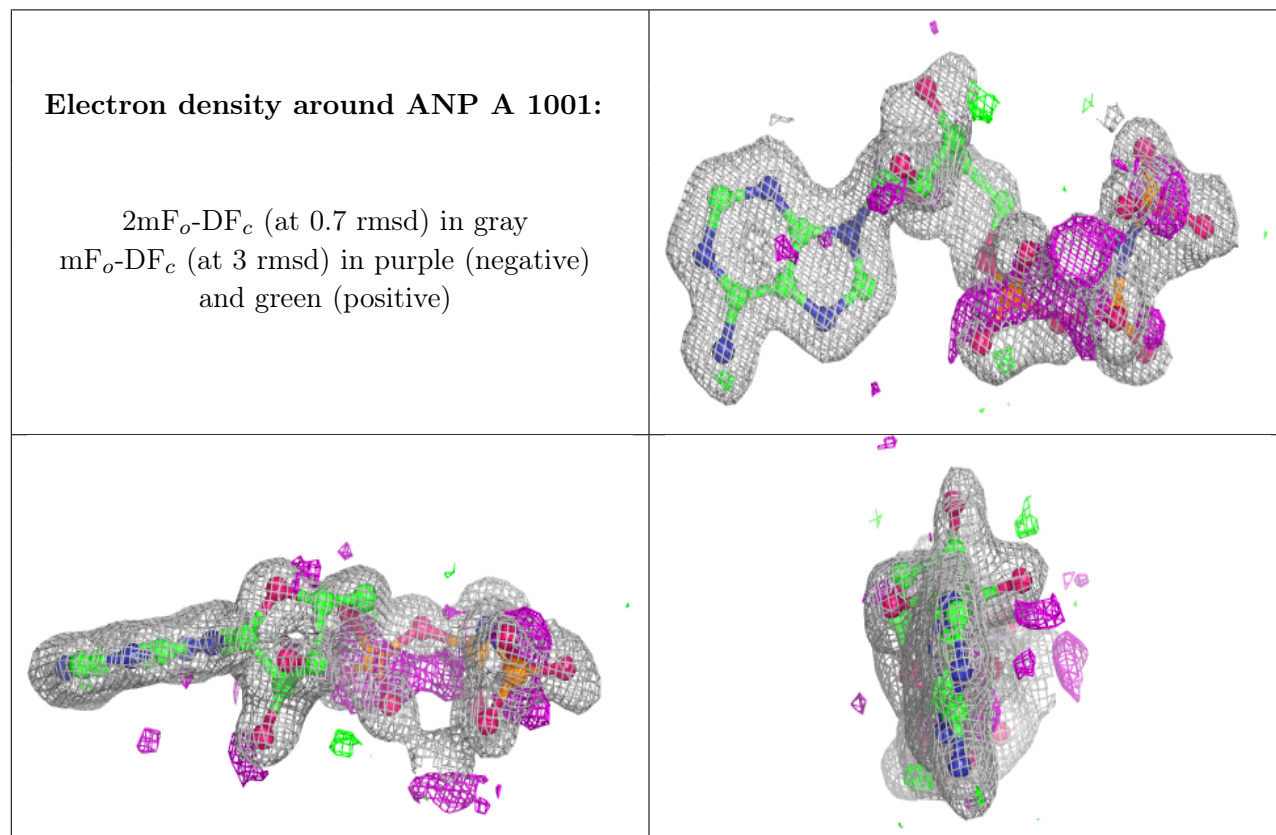 Electron density around ANP A 1001:
2mFo-DFc (at 0.7 rmsd) in gray
mFo-DFc (at 3 rmsd) in purple (negative)
and green (positive)